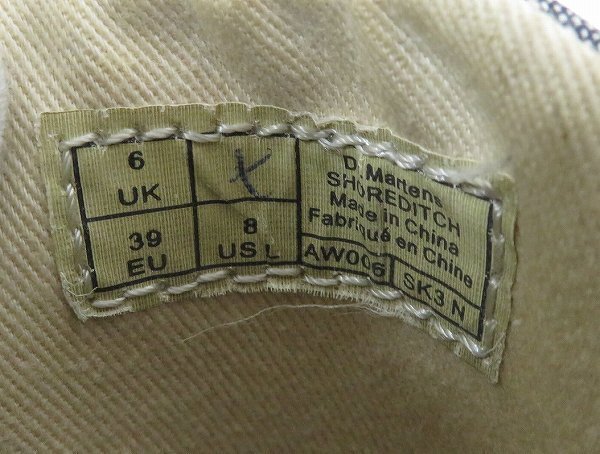 6
UK
X
39
EU
8
US L
Dr. Martens
SHOREDITCH
Made in China
Fabriqué en Chine
AW006
SK3 N